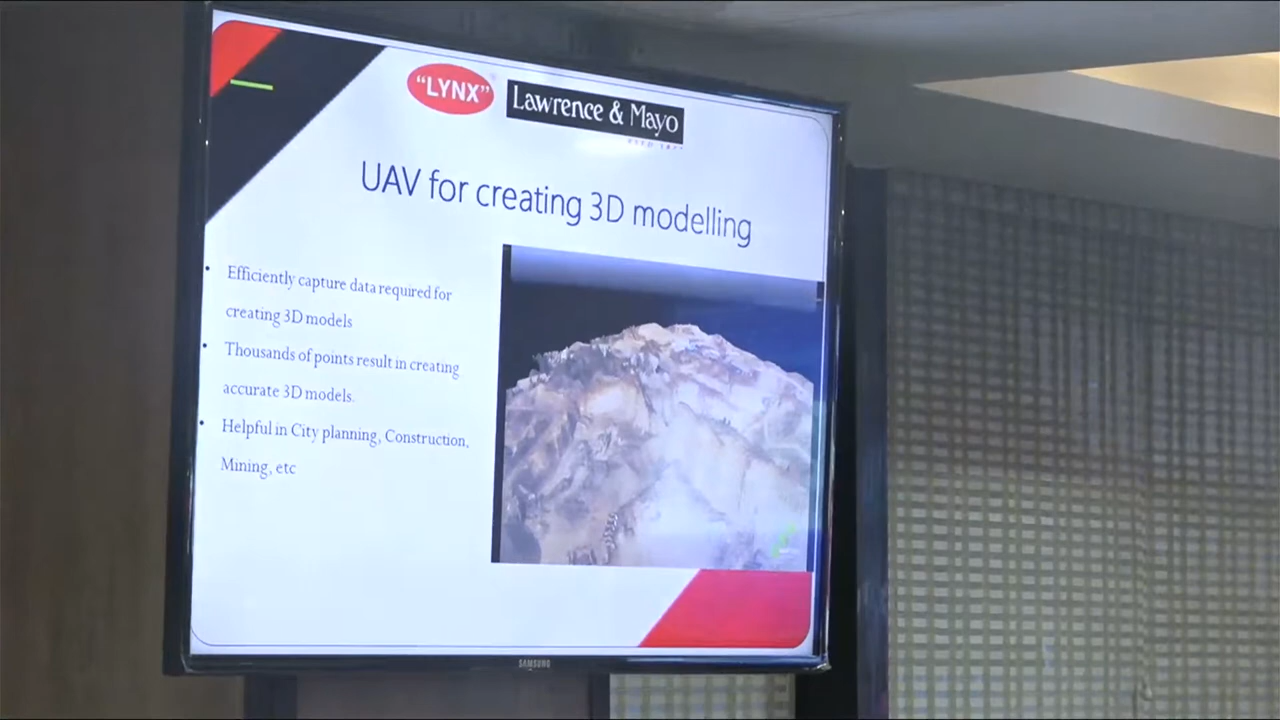 “LYNX”
Lawrence & Mayo
UAV for creating 3D modelling
• Efficiently capture data required for
creating 3D models
• Thousands of points result in creating
accurate 3D models.
• Helpful in City planning, Construction,
Mining, etc
SAMSUNG